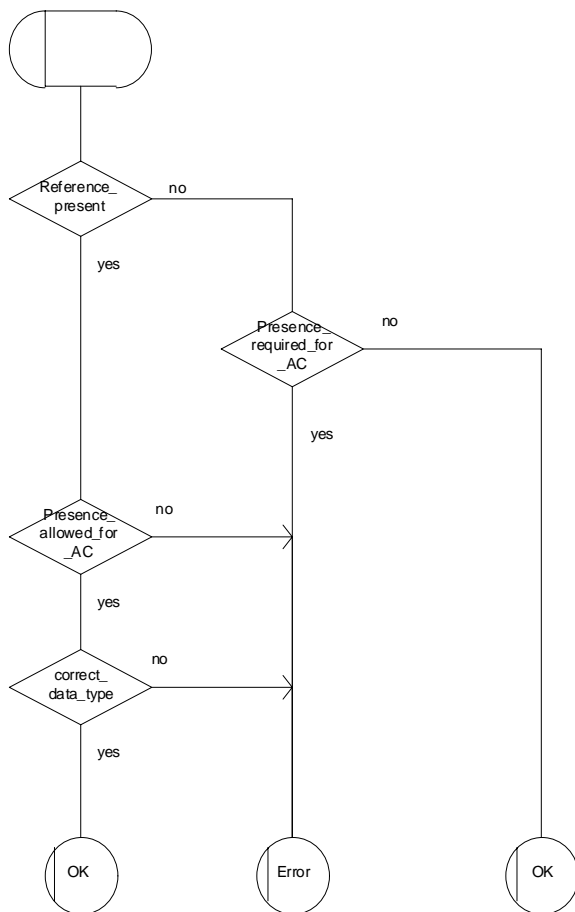 Reference_
present
no
yes
Presence_
required_for
_AC
no
yes
Presence_
allowed_for
_AC
no
yes
correct_
data_type
no
yes
OK
Error
OK